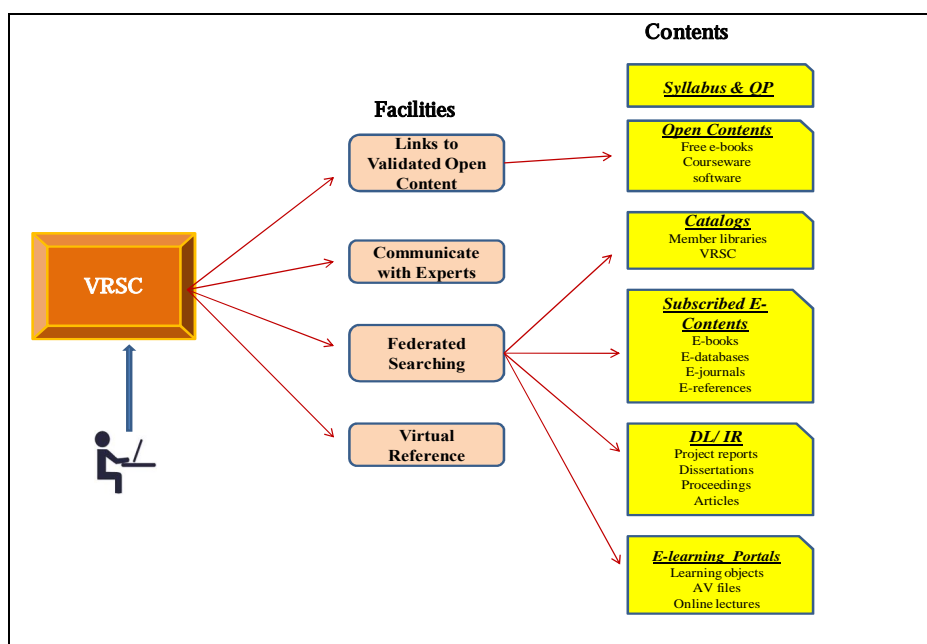 Contents
Syllabus & QP
Facilities
Open Contents
Free e-books
Courseware
software
Links to
Validated Open
Content
Catalogs
Member libraries
VRSC
Communicate
with Experts
VRSC
Subscribed E-
Contents
E-books
E-databases
E-journals
E-references
Federated
Searching
Virtual
Reference
DL/ IR
Project reports
Dissertations
Proceedings
Articles
E-learning Portals
Learning objects
AV files
Online lectures